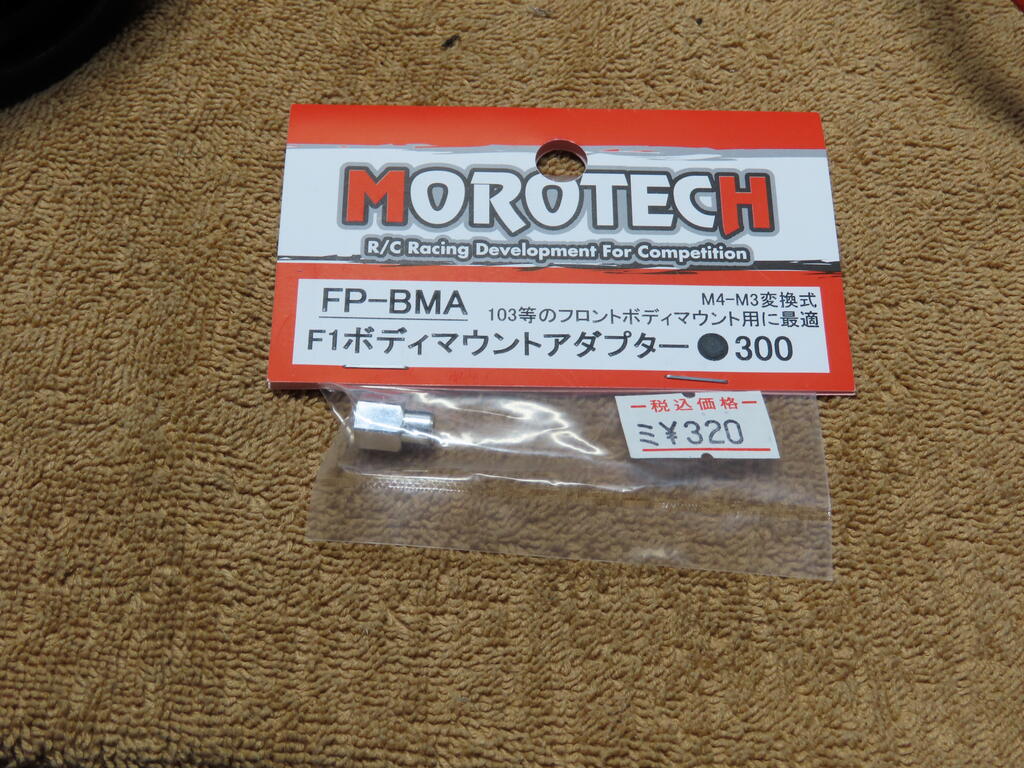 MOROTECH
R/C Racing Development For Competition
FP-BMA
M4-M3変換式
103等のフロントボディマウント用に最適
F1ボディマウントアダプター ●300
ー税込価格ー
ミ¥320